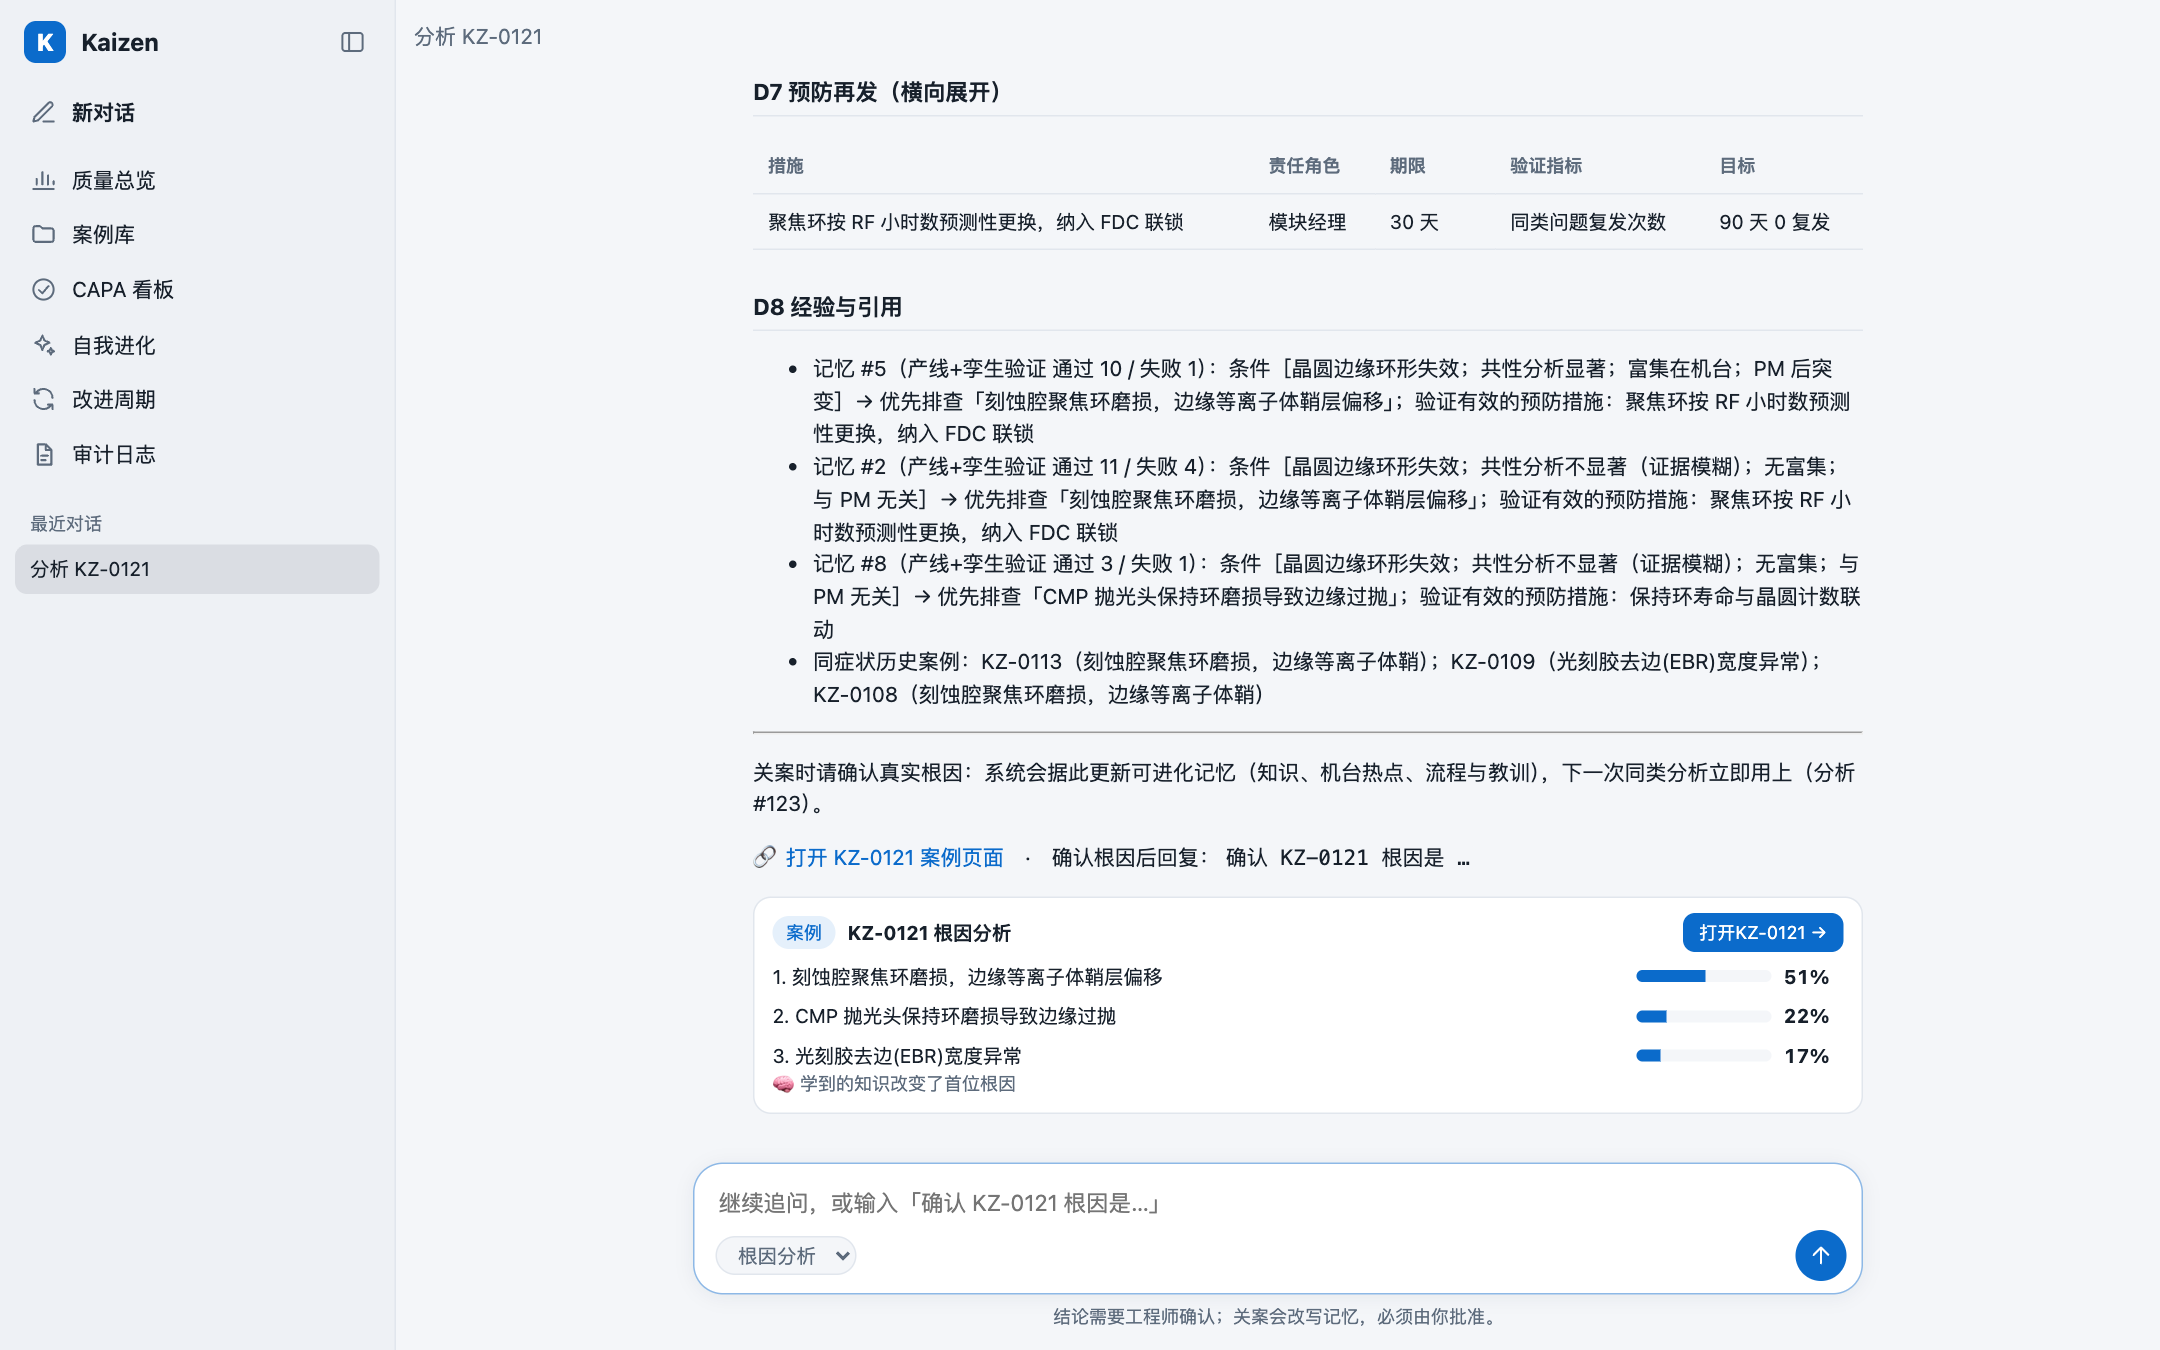 K Kaizen
新对话
质量总览
案例库
CAPA 看板
自我进化
改进周期
审计日志
最近对话
分析 KZ-0121
分析 KZ-0121
D7 预防再发（横向展开）
措施 责任角色 期限 验证指标 目标
聚焦环按 RF 小时数预测性更换，纳入 FDC 联锁 模块经理 30 天 同类问题复发次数 90 天 0 复发
D8 经验与引用
• 记忆 #5（产线+孪生验证 通过 10 / 失败 1）：条件［晶圆边缘环形失效；共性分析显著；富集在机台；PM 后突
变］→ 优先排查「刻蚀腔聚焦环磨损，边缘等离子体鞘层偏移」；验证有效的预防措施：聚焦环按 RF 小时数预测
性更换，纳入 FDC 联锁
• 记忆 #2（产线+孪生验证 通过 11 / 失败 4）：条件［晶圆边缘环形失效；共性分析不显著（证据模糊）；无富集；
与 PM 无关］→ 优先排查「刻蚀腔聚焦环磨损，边缘等离子体鞘层偏移」；验证有效的预防措施：聚焦环按 RF 小
时数预测性更换，纳入 FDC 联锁
• 记忆 #8（产线+孪生验证 通过 3 / 失败 1）：条件［晶圆边缘环形失效；共性分析不显著（证据模糊）；无富集；与
PM 无关］→ 优先排查「CMP 抛光头保持环磨损导致边缘过抛」；验证有效的预防措施：保持环寿命与晶圆计数联
动
• 同症状历史案例：KZ-0113（刻蚀腔聚焦环磨损，边缘等离子体鞘）；KZ-0109（光刻胶去边(EBR)宽度异常）；
KZ-0108（刻蚀腔聚焦环磨损，边缘等离子体鞘）
关案时请确认真实根因：系统会据此更新可进化记忆（知识、机台热点、流程与教训），下一次同类分析立即用上（分析
#123）。
打开 KZ-0121 案例页面 · 确认根因后回复： 确认 KZ-0121 根因是 …
案例 KZ-0121 根因分析 打开KZ-0121 →
1. 刻蚀腔聚焦环磨损，边缘等离子体鞘层偏移 51%
2. CMP 抛光头保持环磨损导致边缘过抛 22%
3. 光刻胶去边(EBR)宽度异常 17%
学到的知识改变了首位根因
继续追问，或输入「确认 KZ-0121 根因是…」
根因分析
结论需要工程师确认；关案会改写记忆，必须由你批准。